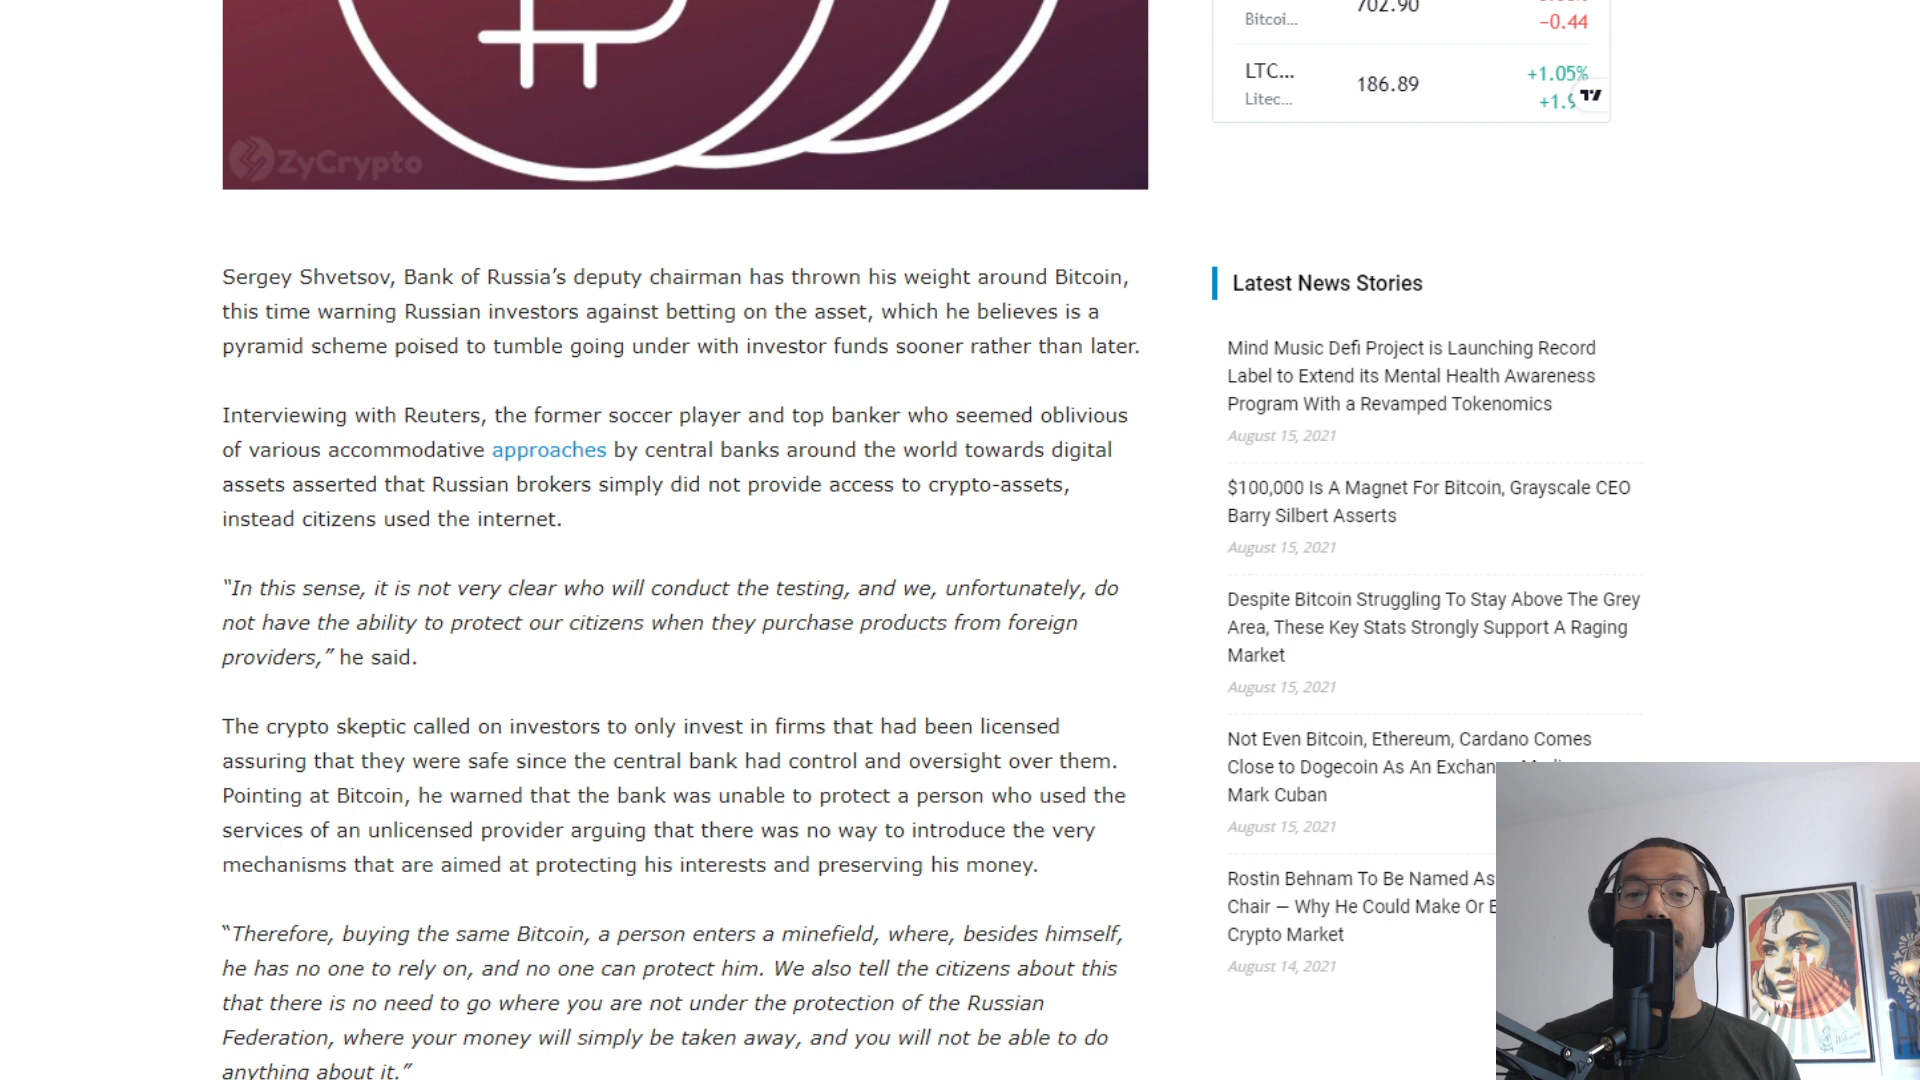 ZyCrypto
702.90
Bitcoi...
−0.44
LTC...
186.89
+1.05%
Litec...
Sergey Shvetsov, Bank of Russia’s deputy chairman has thrown his weight around Bitcoin,
this time warning Russian investors against betting on the asset, which he believes is a
pyramid scheme poised to tumble going under with investor funds sooner rather than later.
Interviewing with Reuters, the former soccer player and top banker who seemed oblivious
of various accommodative approaches by central banks around the world towards digital
assets asserted that Russian brokers simply did not provide access to crypto-assets,
instead citizens used the internet.
“In this sense, it is not very clear who will conduct the testing, and we, unfortunately, do
not have the ability to protect our citizens when they purchase products from foreign
providers,” he said.
The crypto skeptic called on investors to only invest in firms that had been licensed
assuring that they were safe since the central bank had control and oversight over them.
Pointing at Bitcoin, he warned that the bank was unable to protect a person who used the
services of an unlicensed provider arguing that there was no way to introduce the very
mechanisms that are aimed at protecting his interests and preserving his money.
“Therefore, buying the same Bitcoin, a person enters a minefield, where, besides himself,
he has no one to rely on, and no one can protect him. We also tell the citizens about this
that there is no need to go where you are not under the protection of the Russian
Federation, where your money will simply be taken away, and you will not be able to do
anything about it.”
Latest News Stories
Mind Music Defi Project is Launching Record
Label to Extend its Mental Health Awareness
Program With a Revamped Tokenomics
August 15, 2021
$100,000 Is A Magnet For Bitcoin, Grayscale CEO
Barry Silbert Asserts
August 15, 2021
Despite Bitcoin Struggling To Stay Above The Grey
Area, These Key Stats Strongly Support A Raging
Market
August 15, 2021
Not Even Bitcoin, Ethereum, Cardano Comes
Close to Dogecoin As An
Mark Cuban
August 15, 2021
Rostin Behnam To Be Named As
Chair — Why He Could Make Or
Crypto Market
August 14, 2021